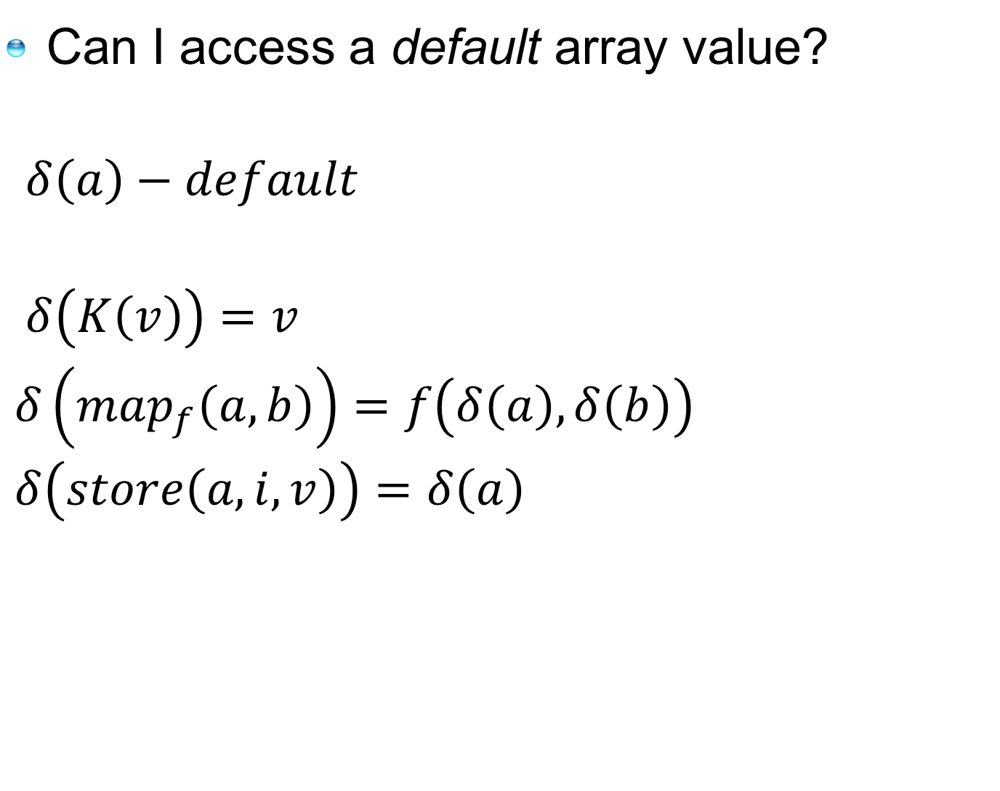 Can I access a default array value?
δ(a) − default
δ(K(v)) = v
δ(map_f(a, b)) = f(δ(a), δ(b))
δ(store(a, i, v)) = δ(a)